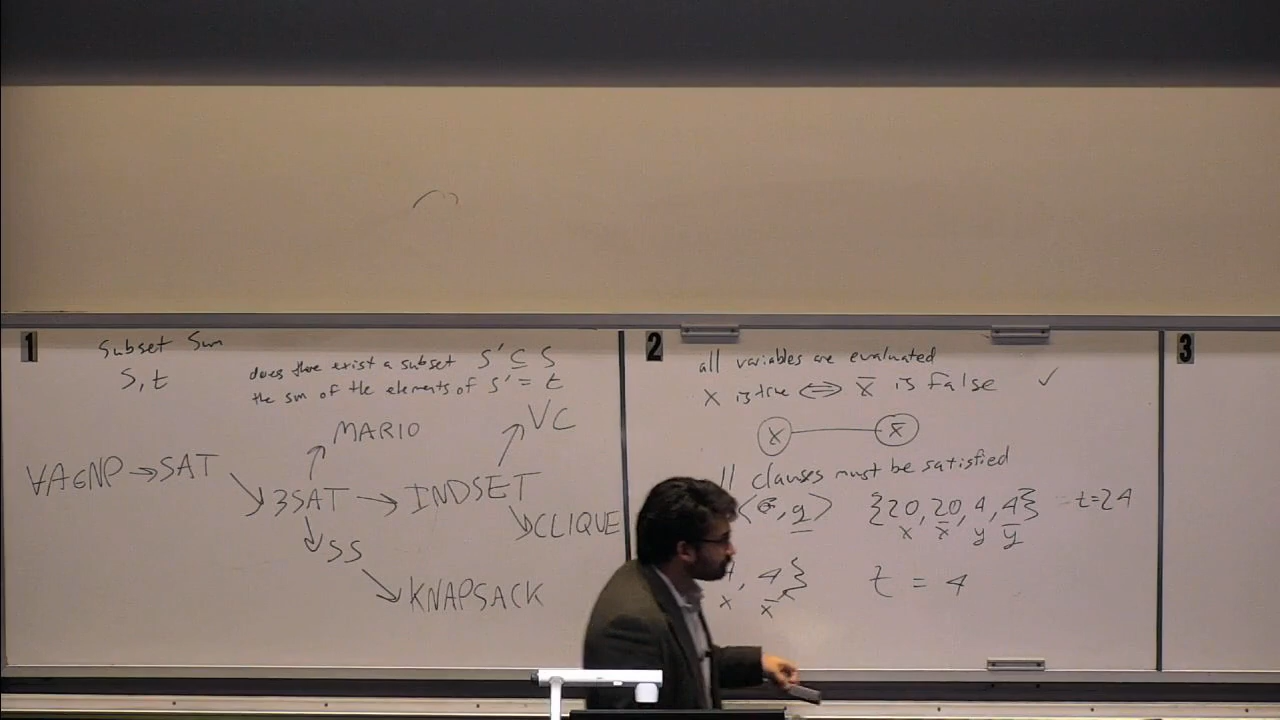 1
Subset Sum
S, t
does there exist a subset S' ⊆ S
the sum of the elements of S' = t
MARIO
VC
∀A∈NP → SAT
3SAT → INDSET
CLIQUE
SS
KNAPSACK
2
all variables are evaluated
X is true ⇔ X̅ is False ✓
X X̅
clauses must be satisfied
{20, 20, 4, 4} t=24
x x̅ y y̅
, 4} t = 4
x x̅
3